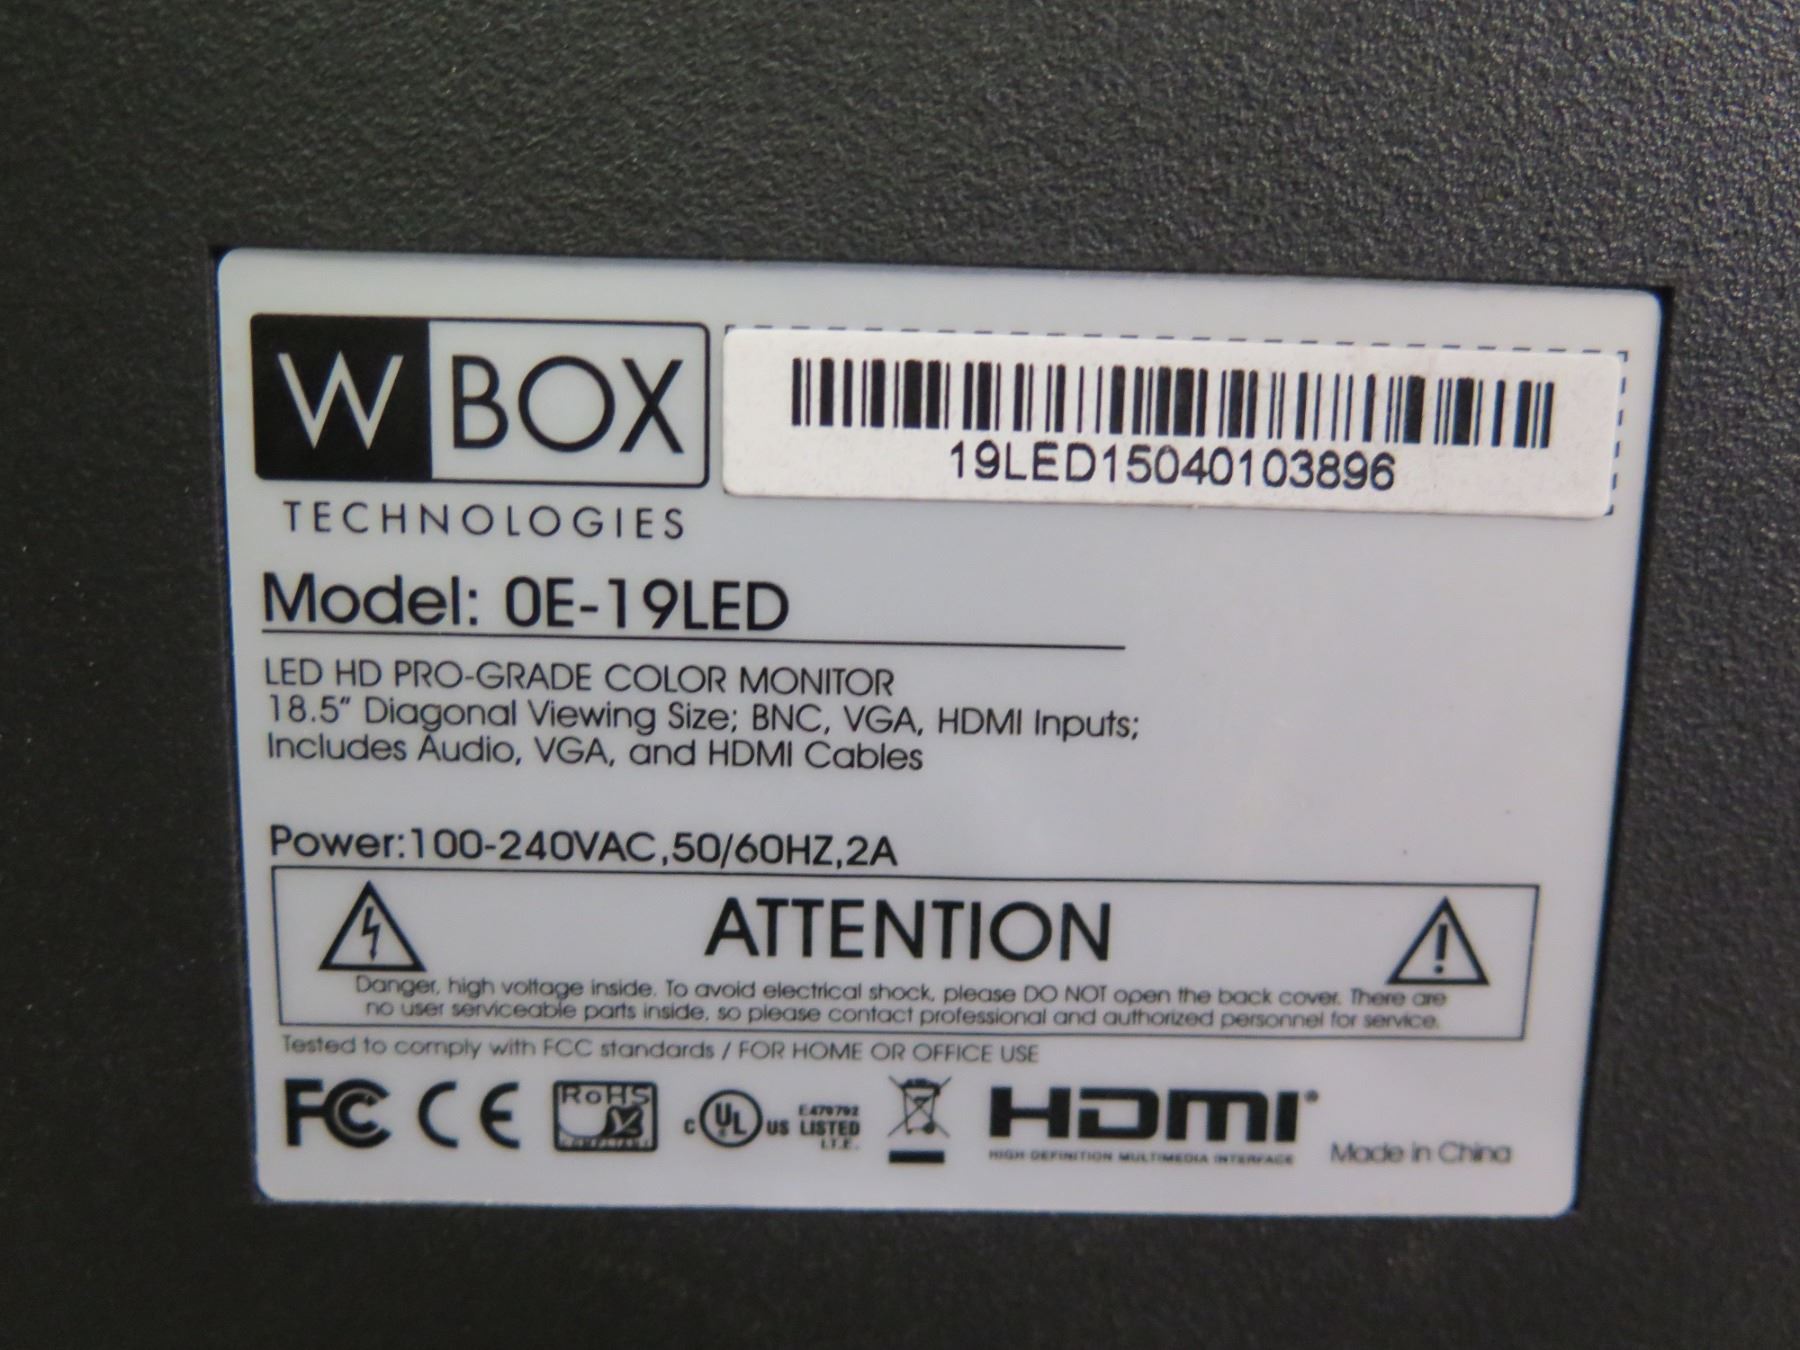 W BOX
TECHNOLOGIES
19LED15040103896
Model: 0E-19LED
LED HD PRO-GRADE COLOR MONITOR
18.5" Diagonal Viewing Size; BNC, VGA, HDMI Inputs;
Includes Audio, VGA, and HDMI Cables
Power:100-240VAC,50/60HZ,2A
ATTENTION
Danger, high voltage inside. To avoid electrical shock, please DO NOT open the back cover. There are
no user serviceable parts inside, so please contact professional and authorized personnel for service.
Tested to comply with FCC standards / FOR HOME OR OFFICE USE
FC CE RoHS COMPLIANT c UL US LISTED E470792 I.T.E. HDMI®
HIGH DEFINITION MULTIMEDIA INTERFACE
Made in China